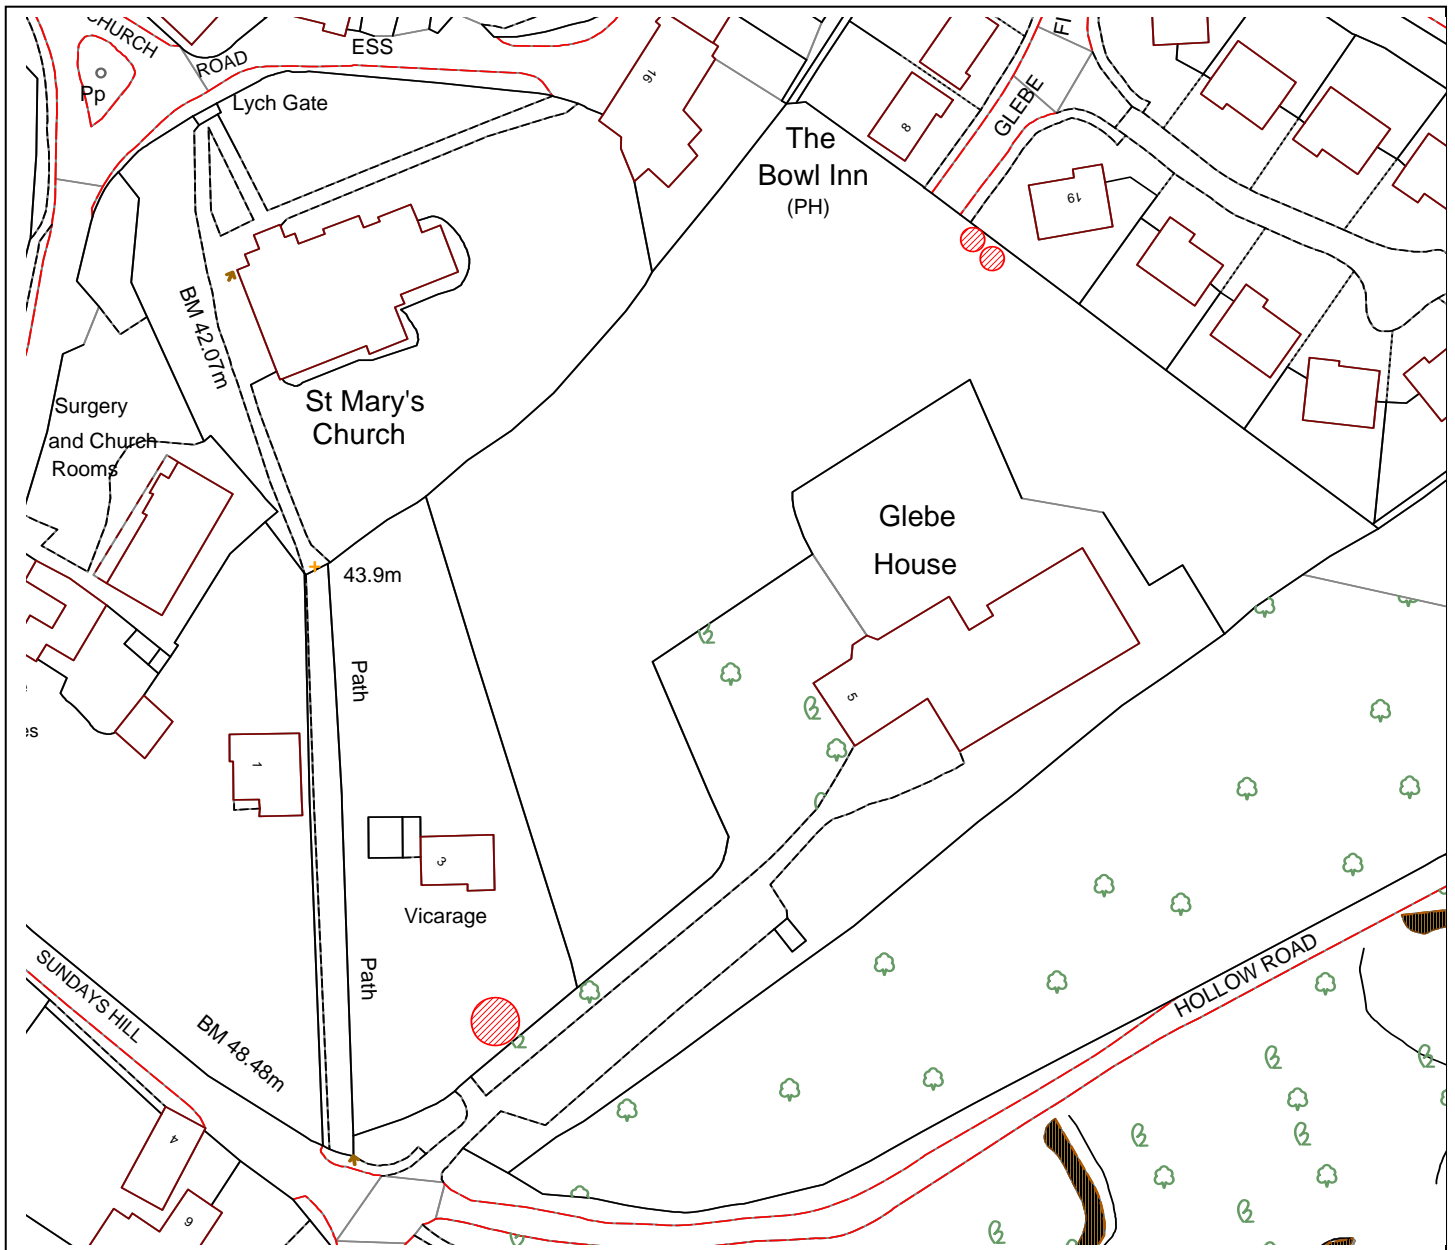 CHURCH
ROAD
ESS
Pp
Lych Gate
16
The
Bowl Inn
(PH)
8
GLEBE
19
BM 42.07m
St Mary's
Church
Surgery
and Church
Rooms
43.9m
Glebe
House
5
Path
1
3
Vicarage
Path
SUNDAYS HILL
BM 48.48m
HOLLOW ROAD
4
9